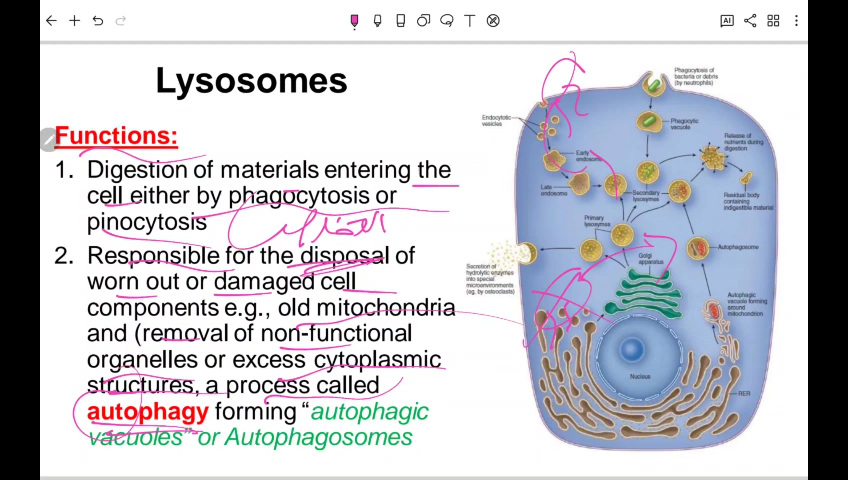 Lysosomes
Functions:
1. Digestion of materials entering the
cell either by phagocytosis or
pinocytosis
2. Responsible for the disposal of
worn out or damaged cell
components e.g., old mitochondria
and (removal of non-functional
organelles or excess cytoplasmic
structures, a process called
autophagy forming “autophagic
vacuoles” or Autophagosomes
Phagocytosis of
bacteria or debris
(by neutrophils)
Endocytotic
vesicles
Phagocytic
vacuole
Early
endosome
Release of
nutrients during
digestion
Late
endosome
Secondary
lysosomes
Residual body
containing
indigestible material
Primary
lysosomes
Autophagosome
Golgi
apparatus
Secretion of
hydrolytic enzymes
into special
microenvironments
(eg, by osteoclasts)
Autophagic
vacuole forming
around
mitochondrion
Nucleus
RER
T
AI